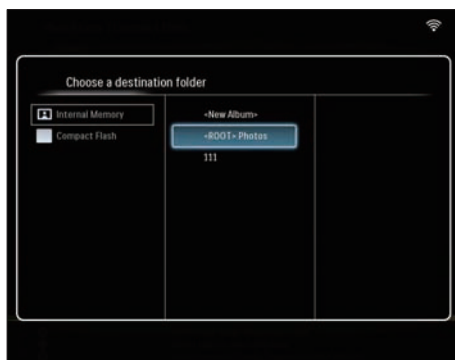 Choose a destination folder
Internal Memory
Compact Flash
<New Album>
<ROOT> Photos
111